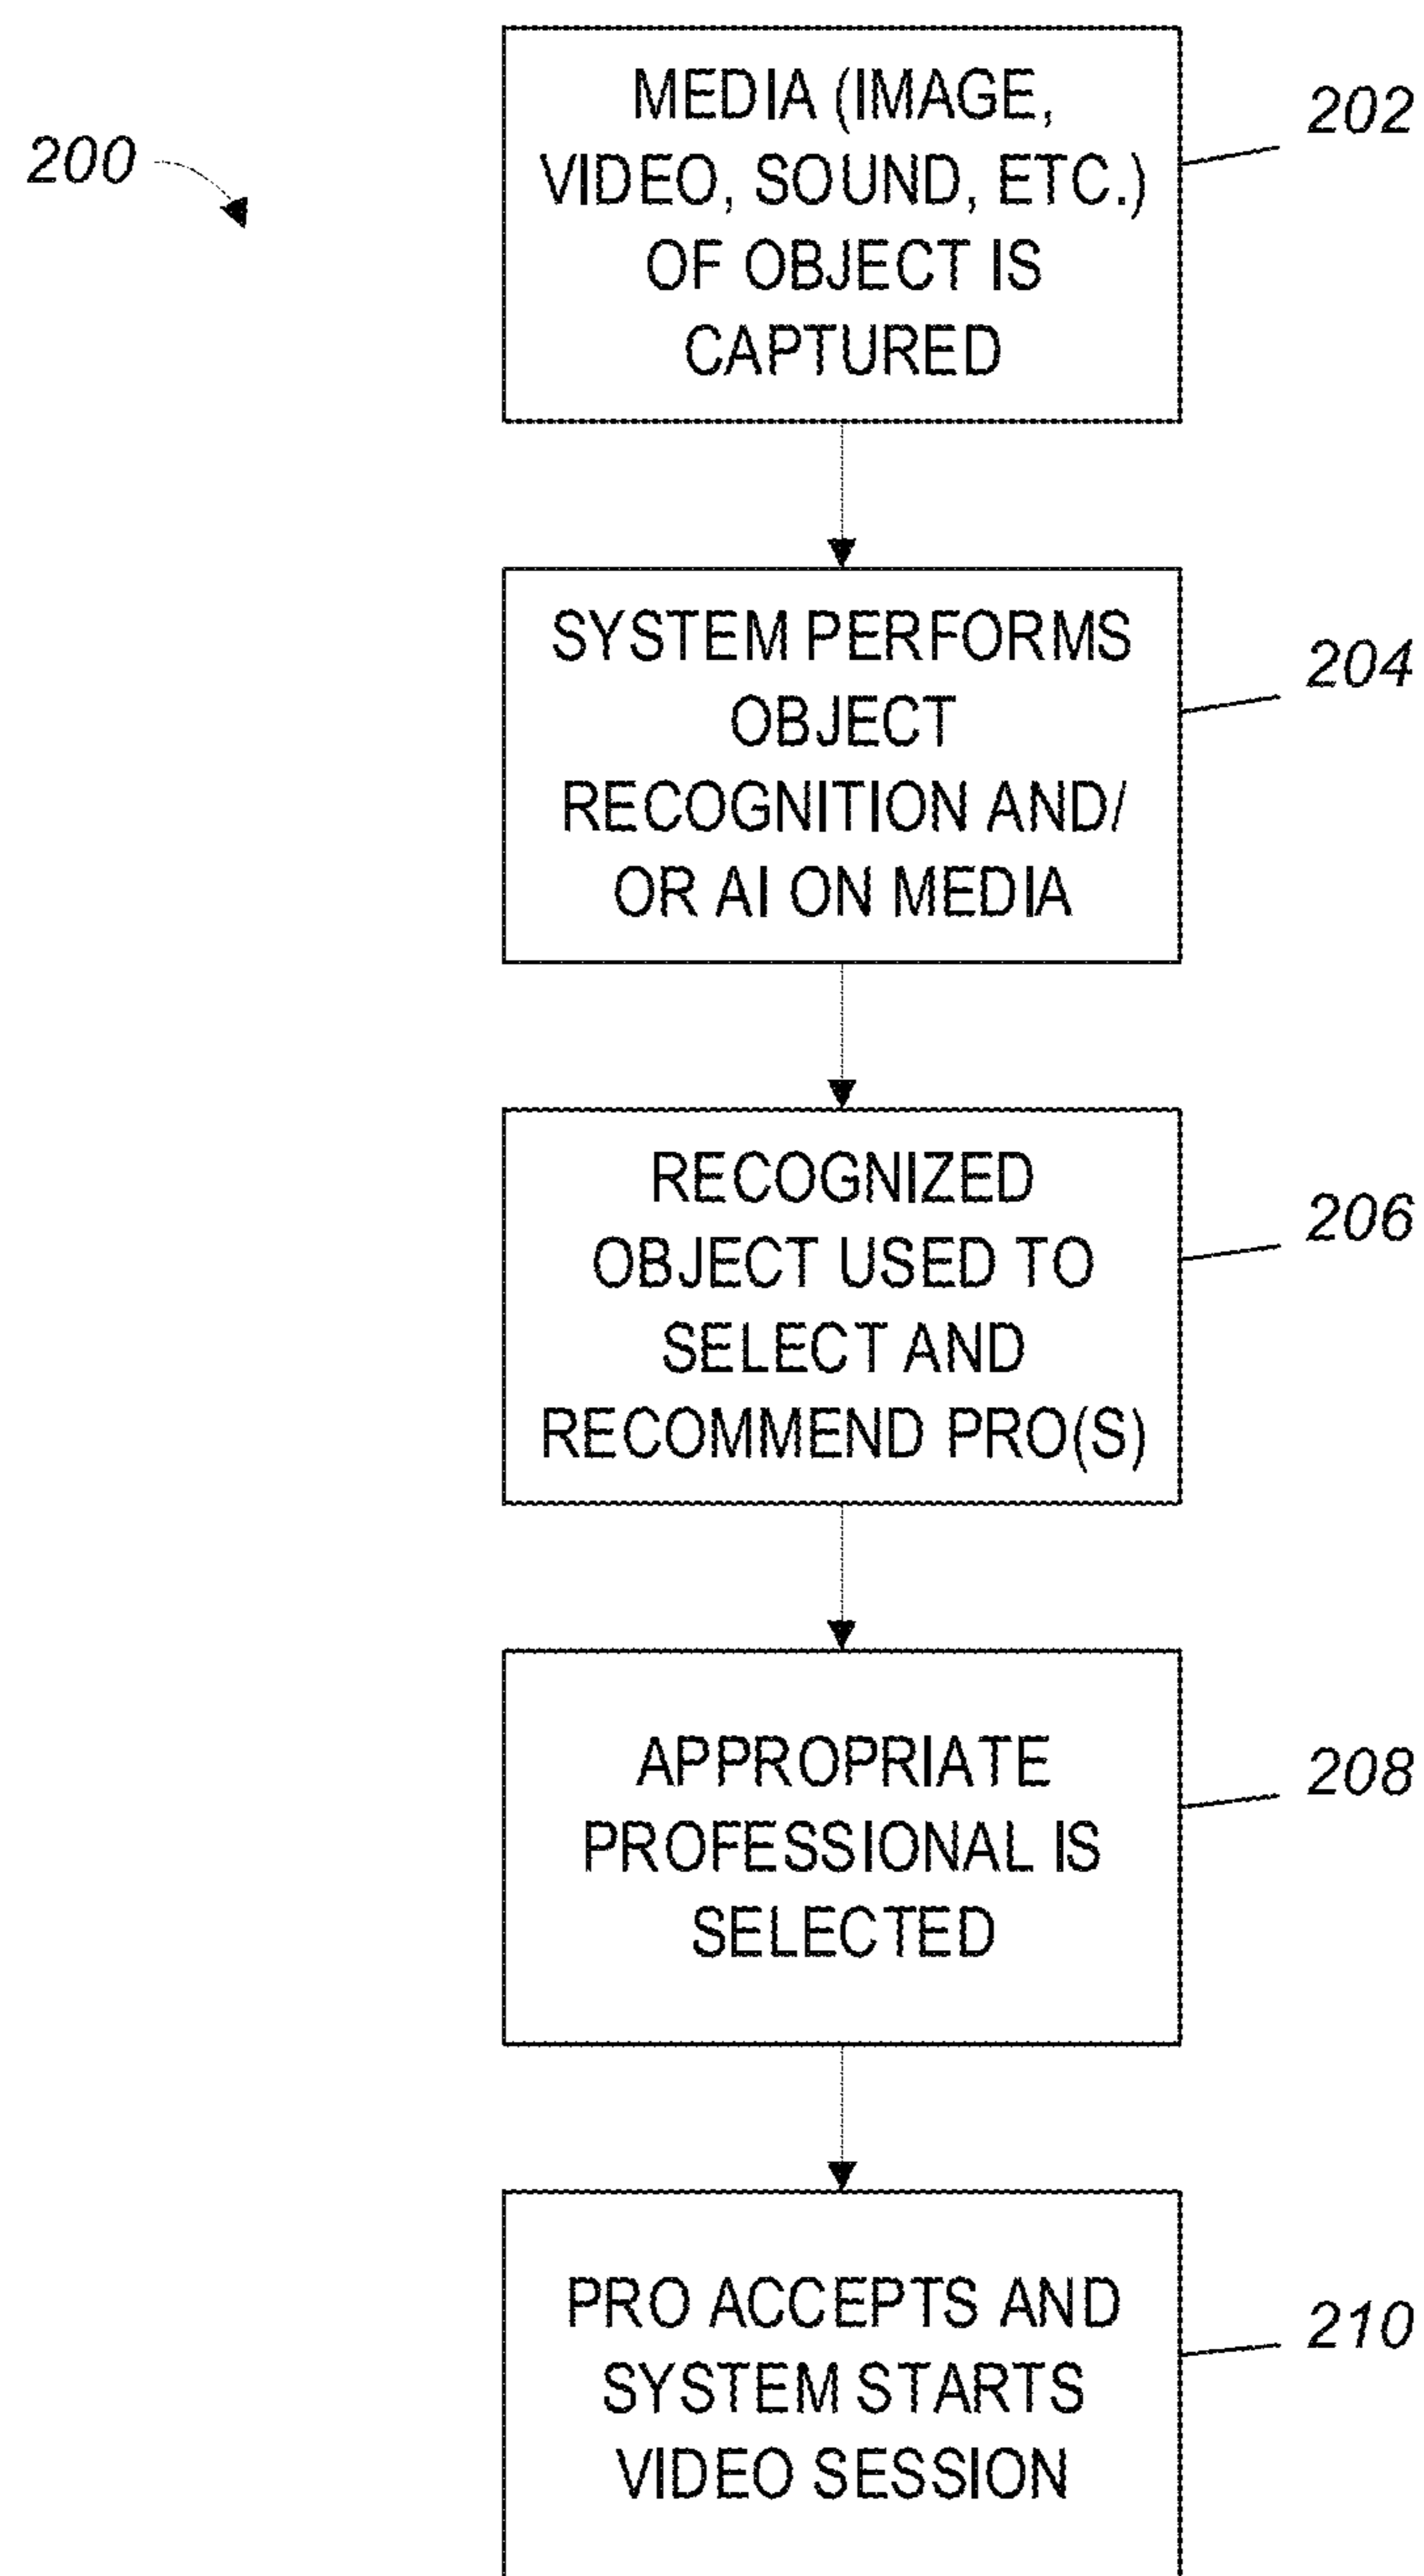 200
MEDIA (IMAGE,
VIDEO, SOUND, ETC.)
OF OBJECT IS
CAPTURED
202
SYSTEM PERFORMS
OBJECT
RECOGNITION AND/
OR AI ON MEDIA
204
RECOGNIZED
OBJECT USED TO
SELECT AND
RECOMMEND PRO(S)
206
APPROPRIATE
PROFESSIONAL IS
SELECTED
208
PRO ACCEPTS AND
SYSTEM STARTS
VIDEO SESSION
210